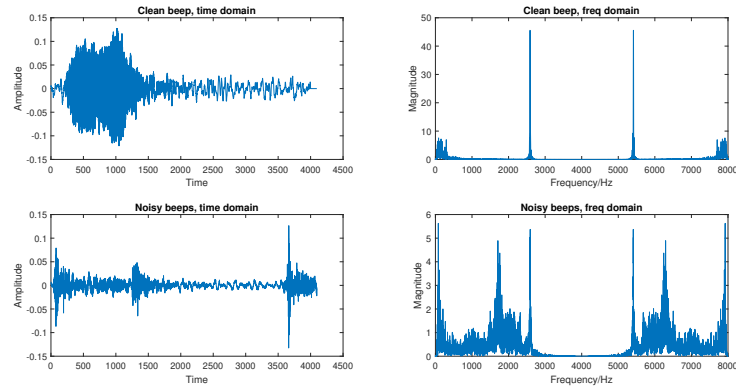 Clean beep, time domain
0.15
0.1
0.05
0
-0.05
-0.1
-0.15
Amplitude
0 500 1000 1500 2000 2500 3000 3500 4000 4500
Time
Clean beep, freq domain
50
40
30
20
10
0
Magnitude
0 1000 2000 3000 4000 5000 6000 7000 8000
Frequency/Hz
Noisy beeps, time domain
0.15
0.1
0.05
0
-0.05
-0.1
-0.15
Amplitude
0 500 1000 1500 2000 2500 3000 3500 4000 4500
Time
Noisy beeps, freq domain
6
5
4
3
2
1
0
Magnitude
0 1000 2000 3000 4000 5000 6000 7000 8000
Frequency/Hz